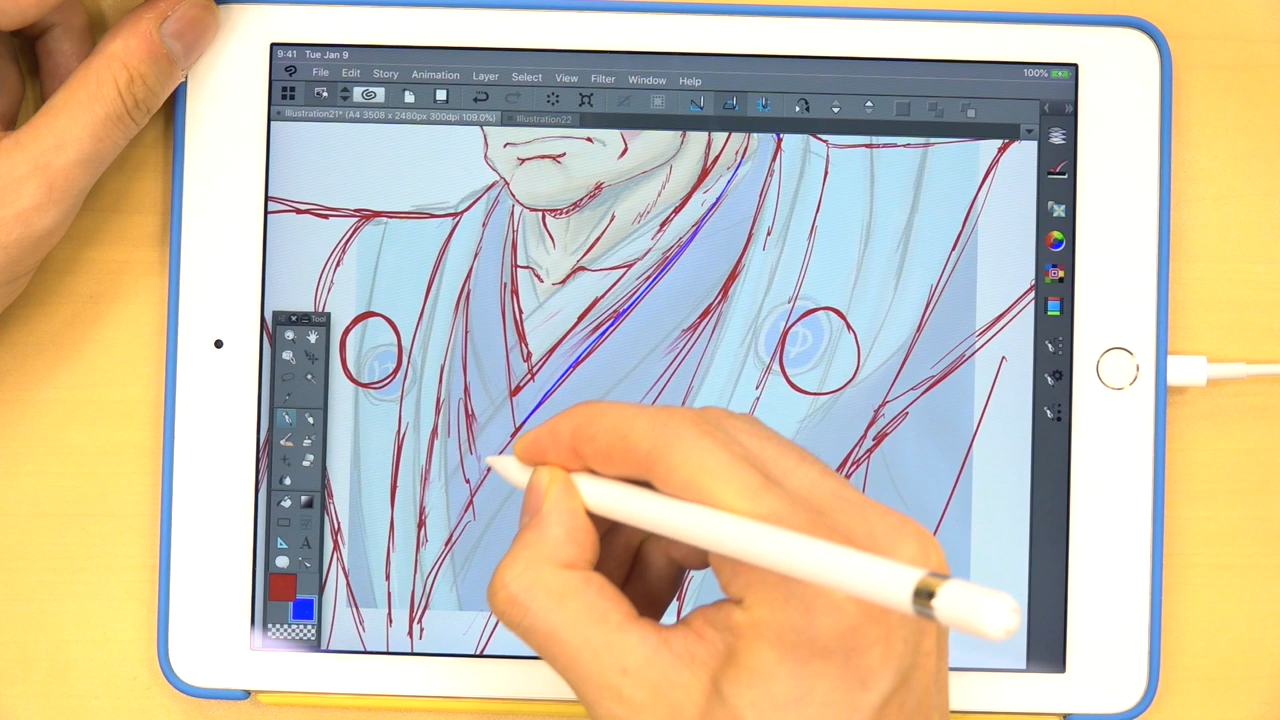 9:41 Tue Jan 9
100%
File Edit Story Animation Layer Select View Filter Window Help
Illustration21* (A4 3508 x 2480px 300dpi 109.0%) Illustration22
Tool
A